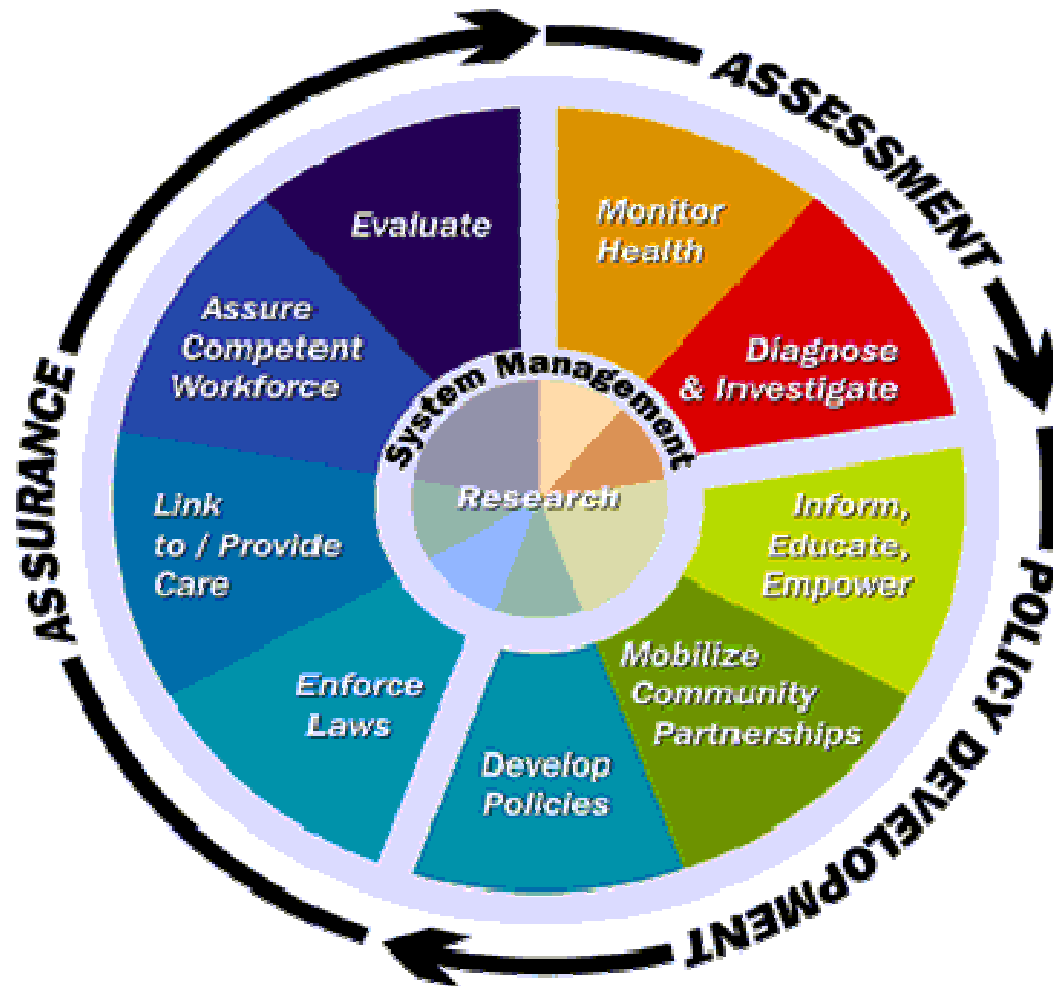 ASSESSMENT
Monitor
Health
Diagnose
& Investigate
POLICY DEVELOPMENT
Inform,
Educate,
Empower
Mobilize
Community
Partnerships
Develop
Policies
ASSURANCE
Enforce
Laws
Link
to / Provide
Care
Assure
Competent
Workforce
Evaluate
System Management
Research